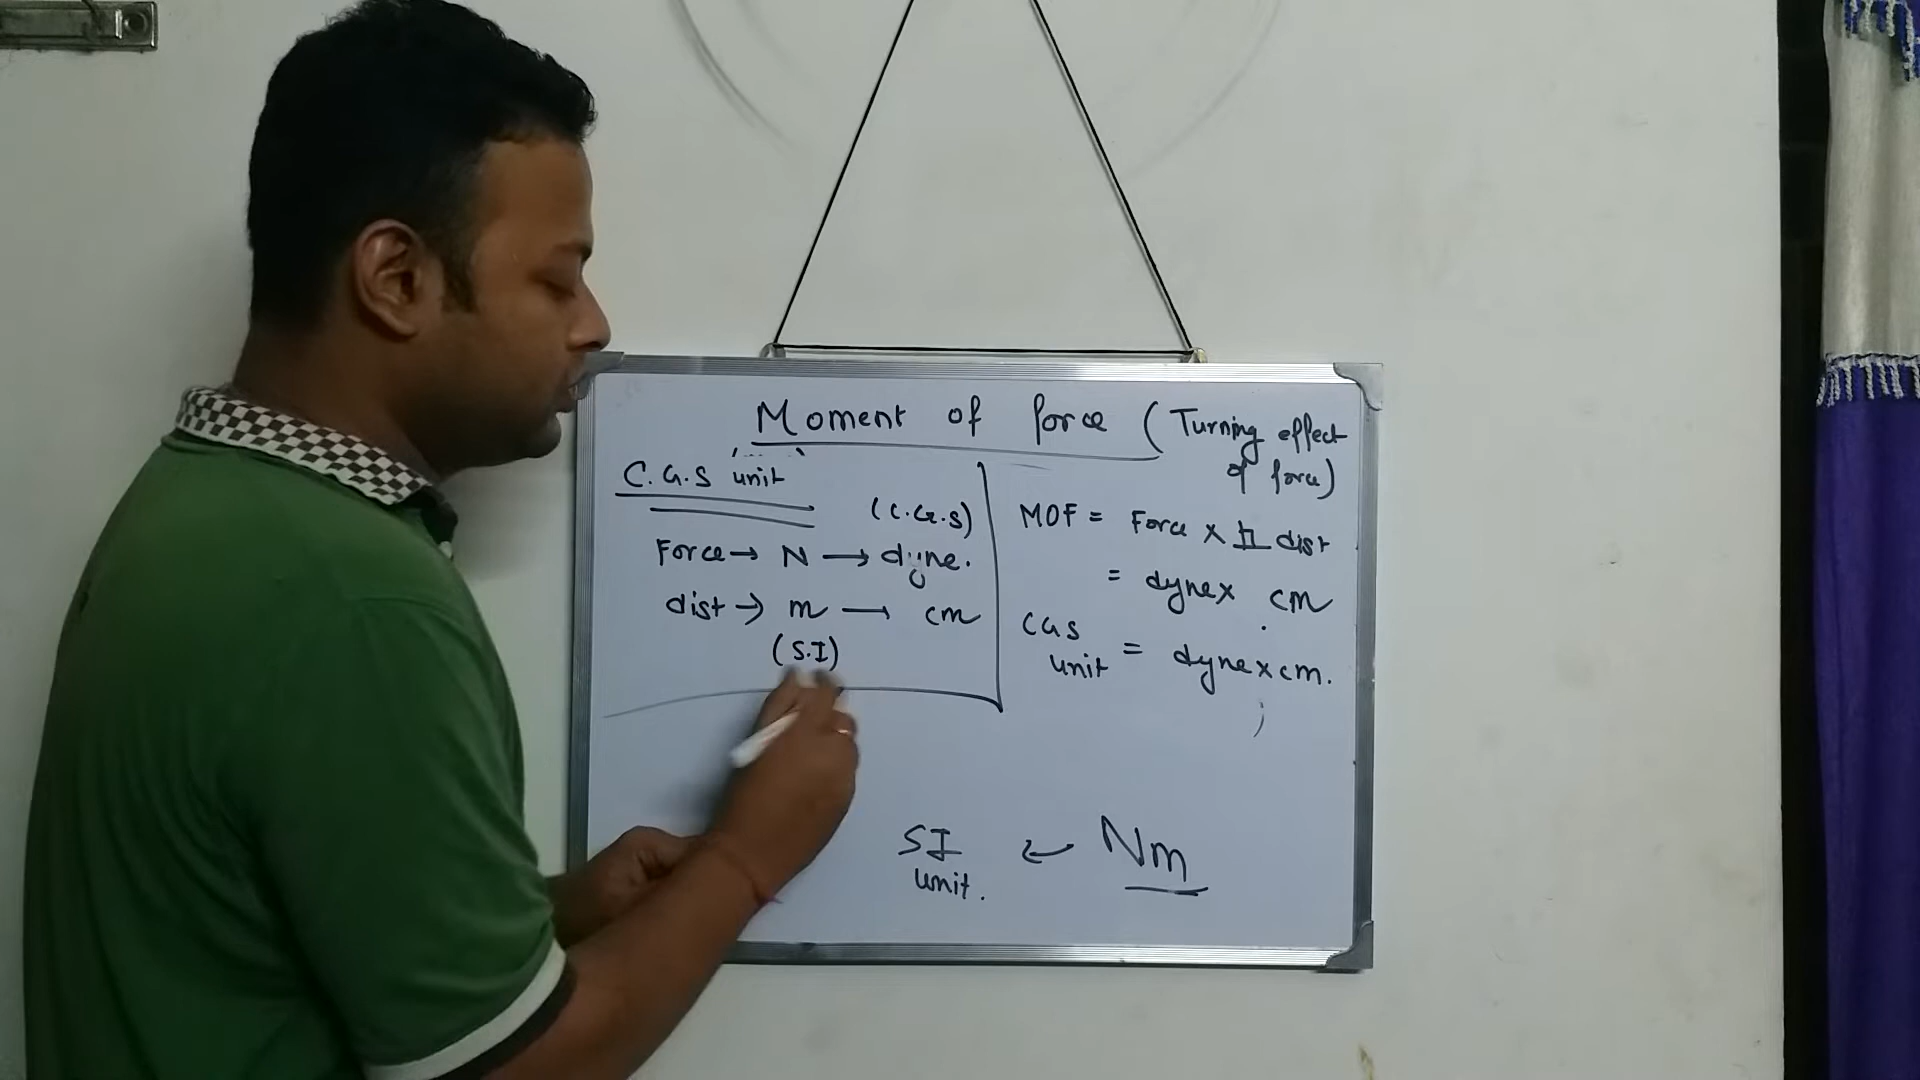 Moment of force (Turning effect
of force)
C.G.S unit
(C.G.S)
Force → N → dyne.
dist → m → cm
(S.I)
MOF = Force x ⊥ dist
= dyne x cm
CGS
unit = dyne x cm.
SI ← Nm
unit.